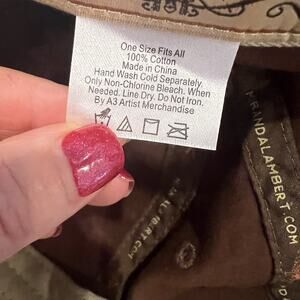 One Size Fits All
100% Cotton
Made in China
Hand Wash Cold Separately.
Only Non-Chlorine Bleach. When
Needed. Line Dry. Do Not Iron.
By A3 Artist Merchandise
RANDALAMBERT.COM